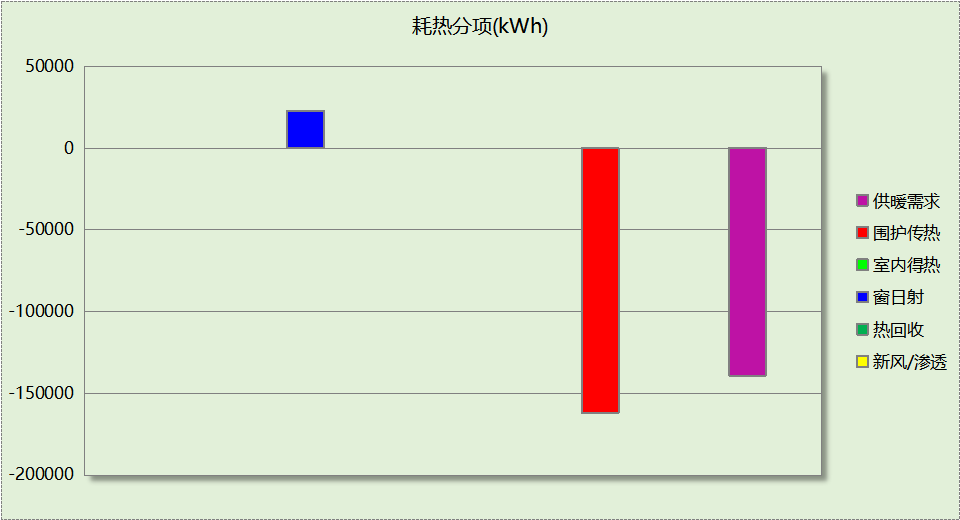 耗热分项(kWh)
50000
0
-50000
-100000
-150000
-200000
供暖需求
围护传热
室内得热
窗日射
热回收
新风/渗透